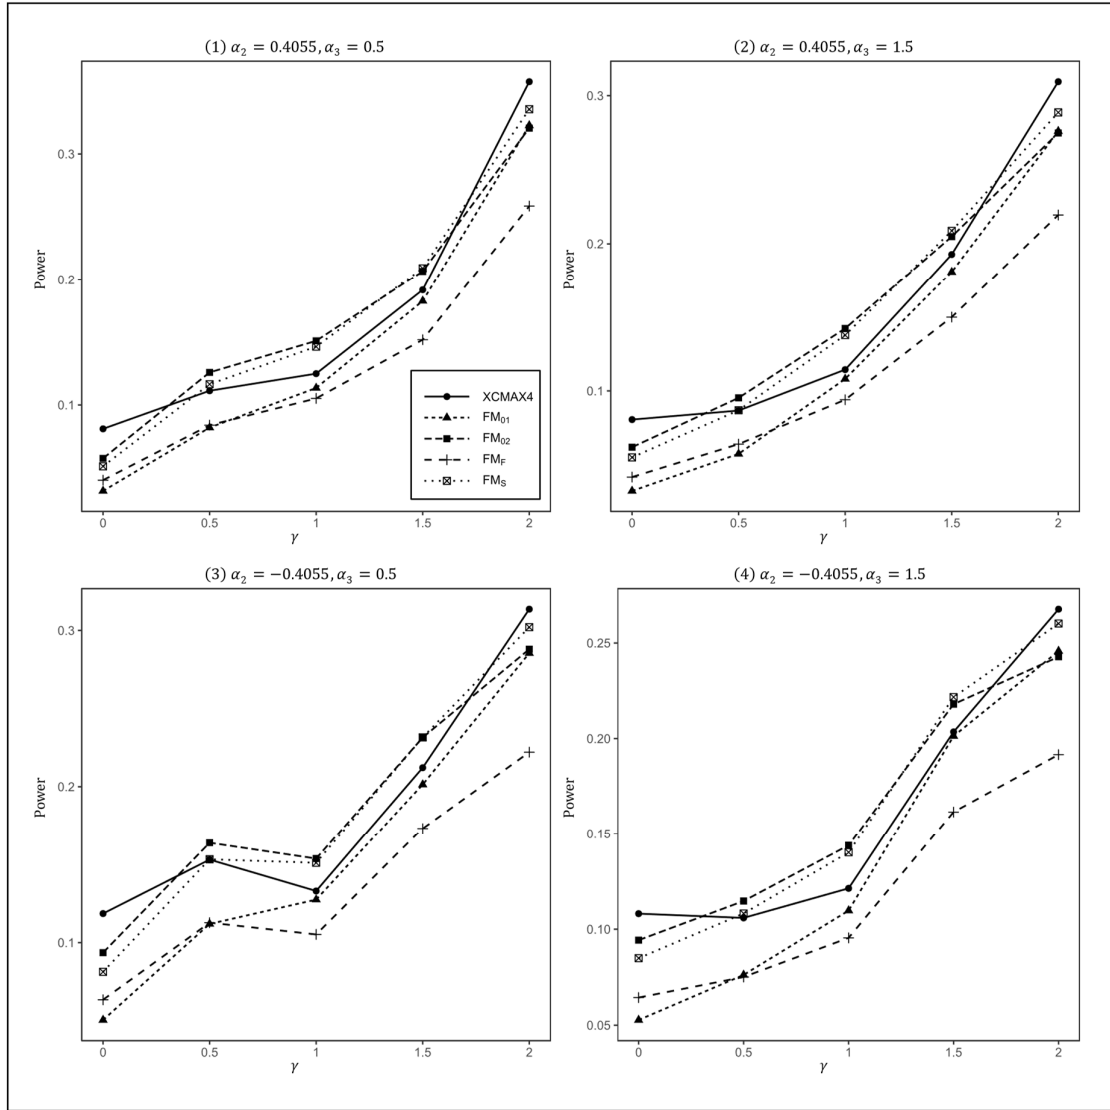 (1) α₂ = 0.4055, α₃ = 0.5
0.3
0.2
0.1
Power
0 0.5 1 1.5 2
γ
XCMAX4
FM₀₁
FM₀₂
FM_F
FM_S
(2) α₂ = 0.4055, α₃ = 1.5
0.3
0.2
0.1
Power
0 0.5 1 1.5 2
γ
(3) α₂ = −0.4055, α₃ = 0.5
0.3
0.2
0.1
Power
0 0.5 1 1.5 2
γ
(4) α₂ = −0.4055, α₃ = 1.5
0.25
0.20
0.15
0.10
0.05
Power
0 0.5 1 1.5 2
γ